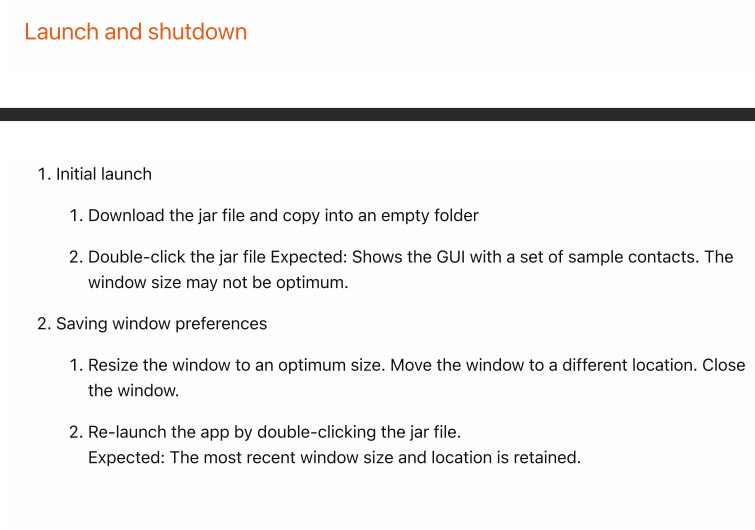 Launch and shutdown
1. Initial launch
1. Download the jar file and copy into an empty folder
2. Double-click the jar file Expected: Shows the GUI with a set of sample contacts. The
window size may not be optimum.
2. Saving window preferences
1. Resize the window to an optimum size. Move the window to a different location. Close
the window.
2. Re-launch the app by double-clicking the jar file.
Expected: The most recent window size and location is retained.